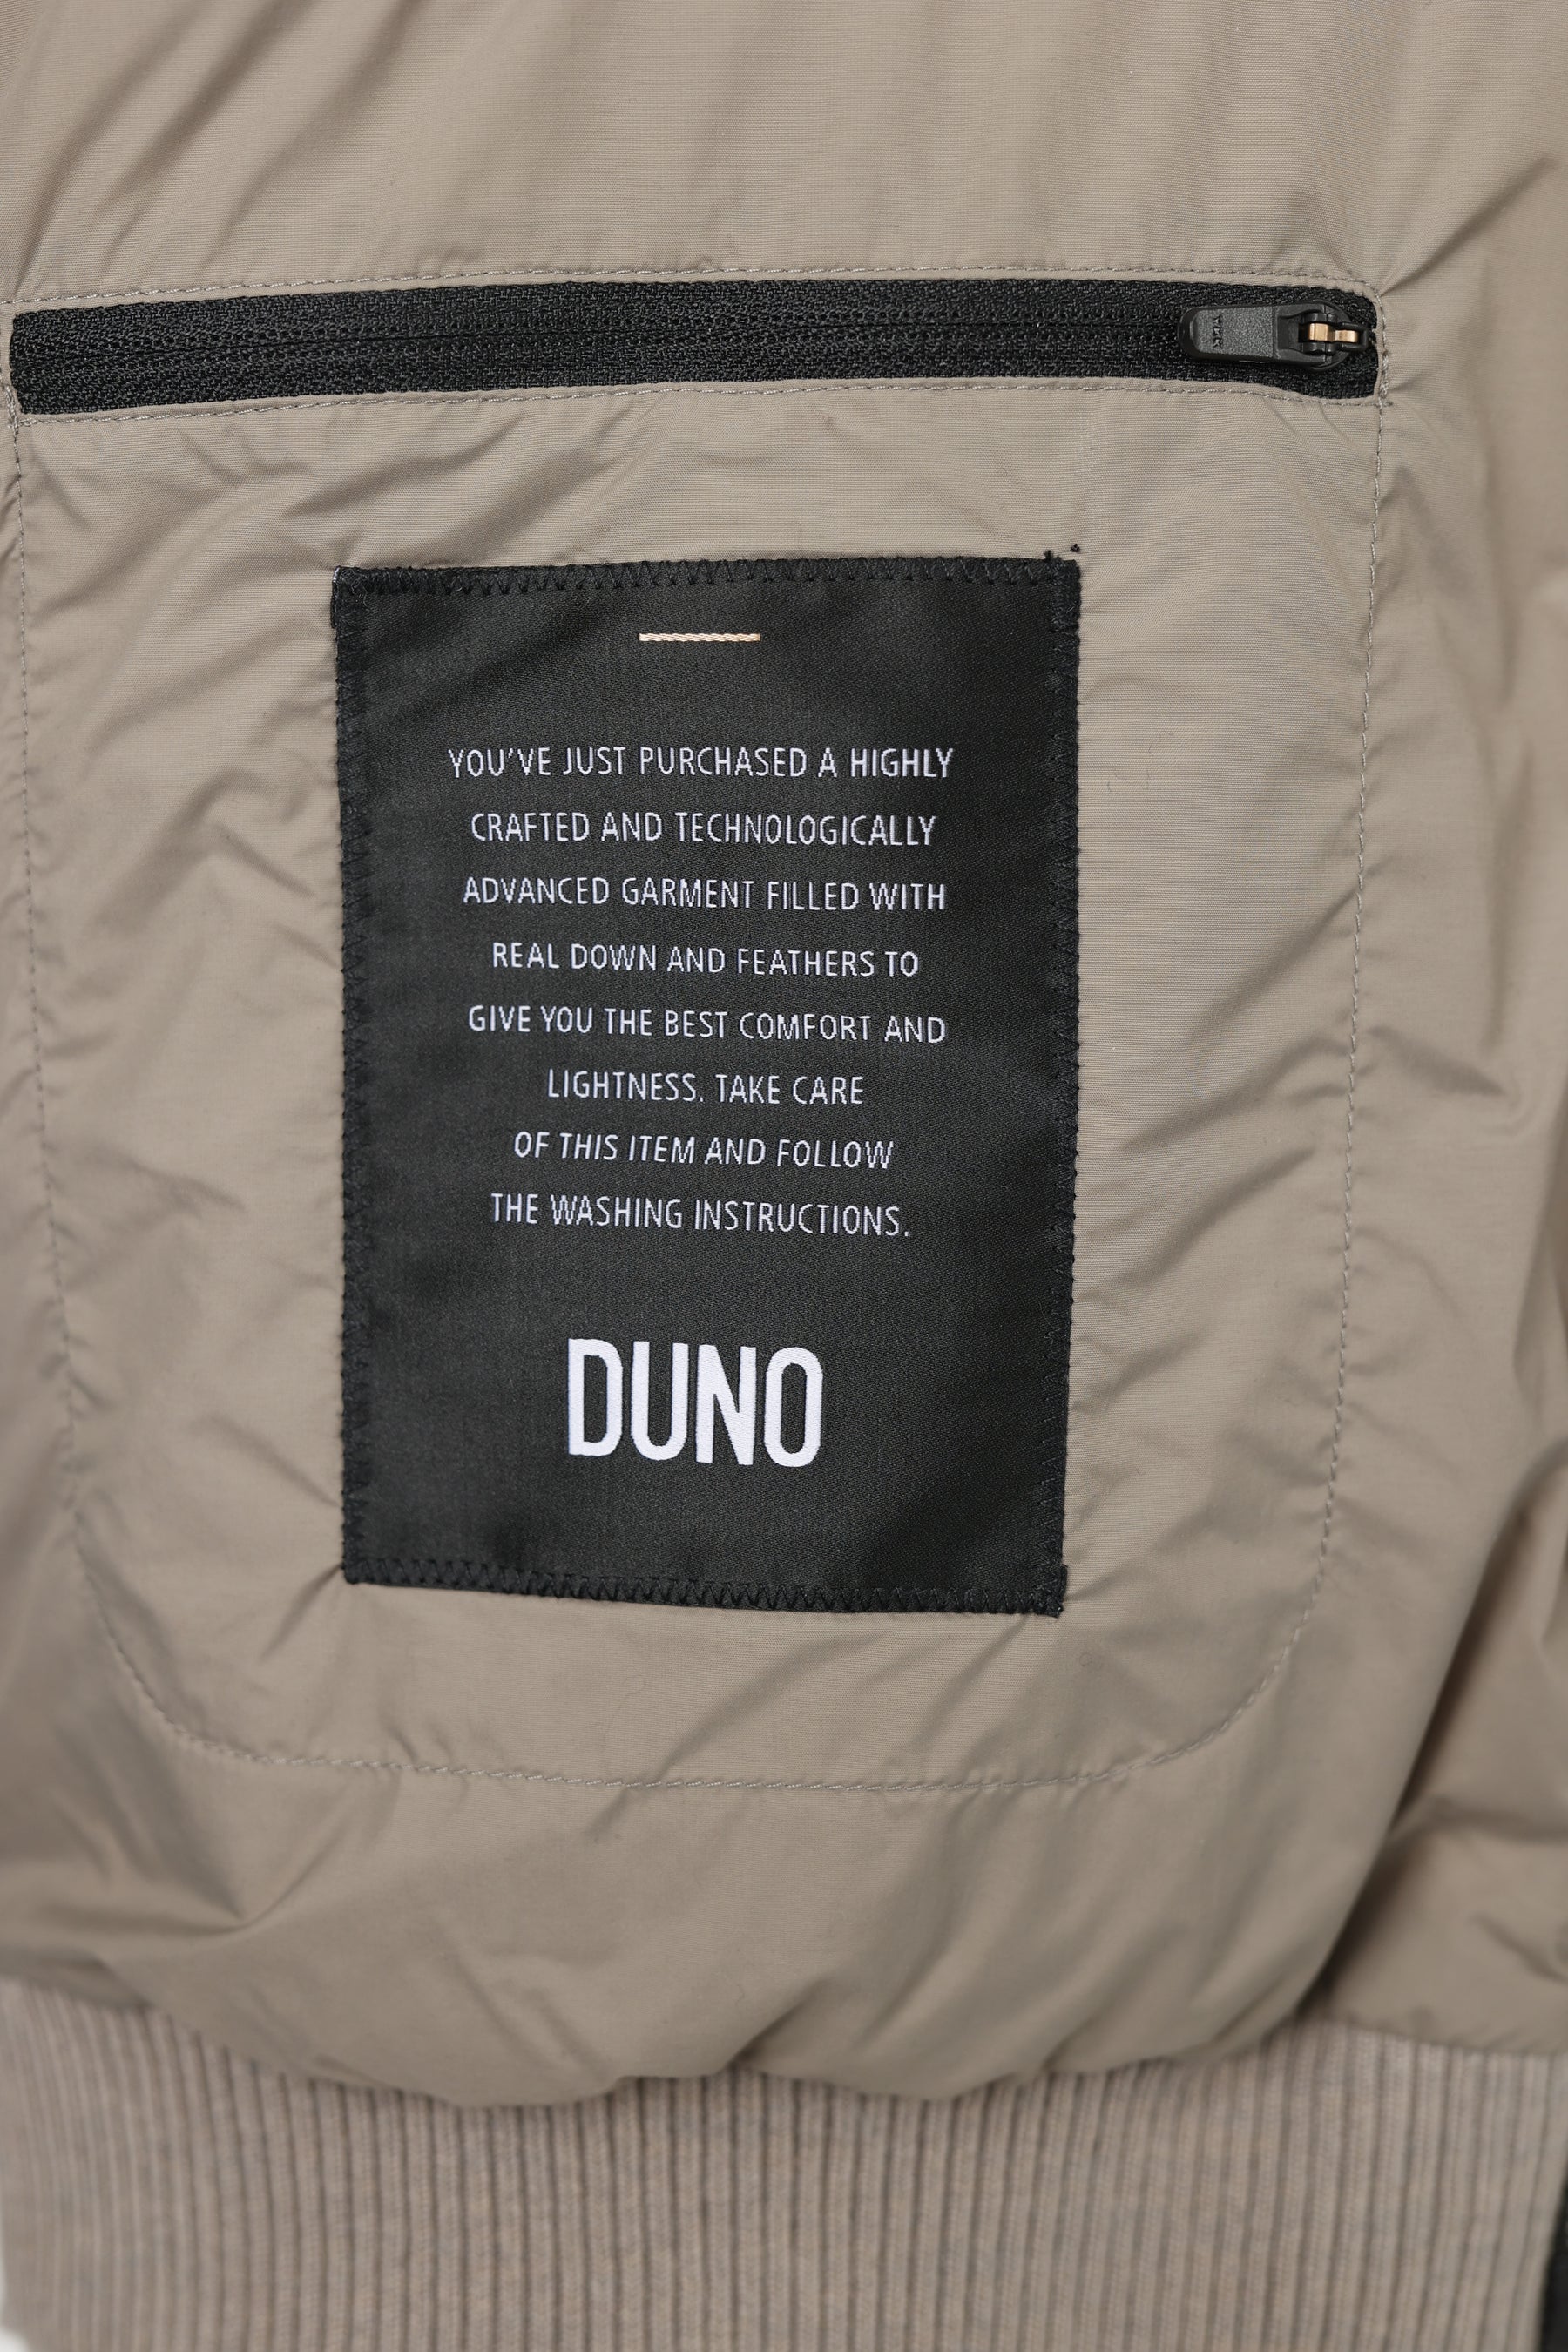 YKK
YOU'VE JUST PURCHASED A HIGHLY
CRAFTED AND TECHNOLOGICALLY
ADVANCED GARMENT FILLED WITH
REAL DOWN AND FEATHERS TO
GIVE YOU THE BEST COMFORT AND
LIGHTNESS. TAKE CARE
OF THIS ITEM AND FOLLOW
THE WASHING INSTRUCTIONS.
DUNO